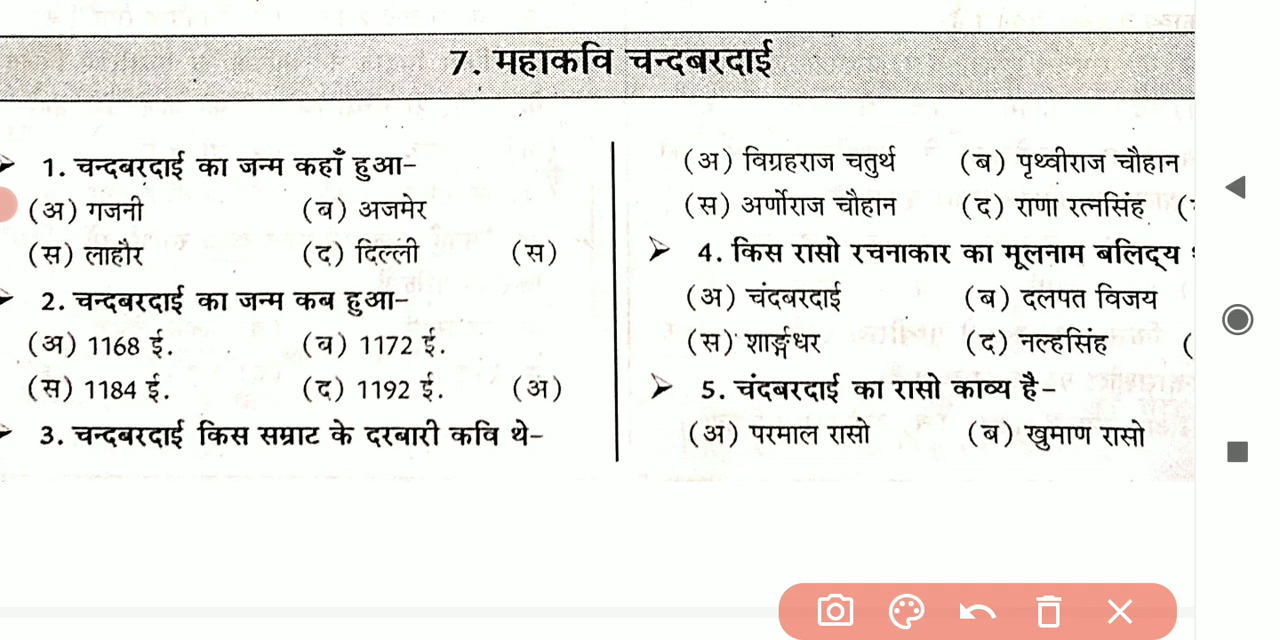 7. महाकवि चन्दबरदाई
1. चन्दबरदाई का जन्म कहाँ हुआ-
(अ) गजनी (ब) अजमेर
(स) लाहौर (द) दिल्ली (स)
2. चन्दबरदाई का जन्म कब हुआ-
(अ) 1168 ई. (ब) 1172 ई.
(स) 1184 ई. (द) 1192 ई. (अ)
3. चन्दबरदाई किस सम्राट के दरबारी कवि थे-
(अ) विग्रहराज चतुर्थ (ब) पृथ्वीराज चौहान
(स) अर्णोराज चौहान (द) राणा रत्नसिंह (
4. किस रासो रचनाकार का मूलनाम बलिद्य
(अ) चंदबरदाई (ब) दलपत विजय
(स) शार्ङ्गधर (द) नल्हसिंह (
5. चंदबरदाई का रासो काव्य है-
(अ) परमाल रासो (ब) खुमाण रासो